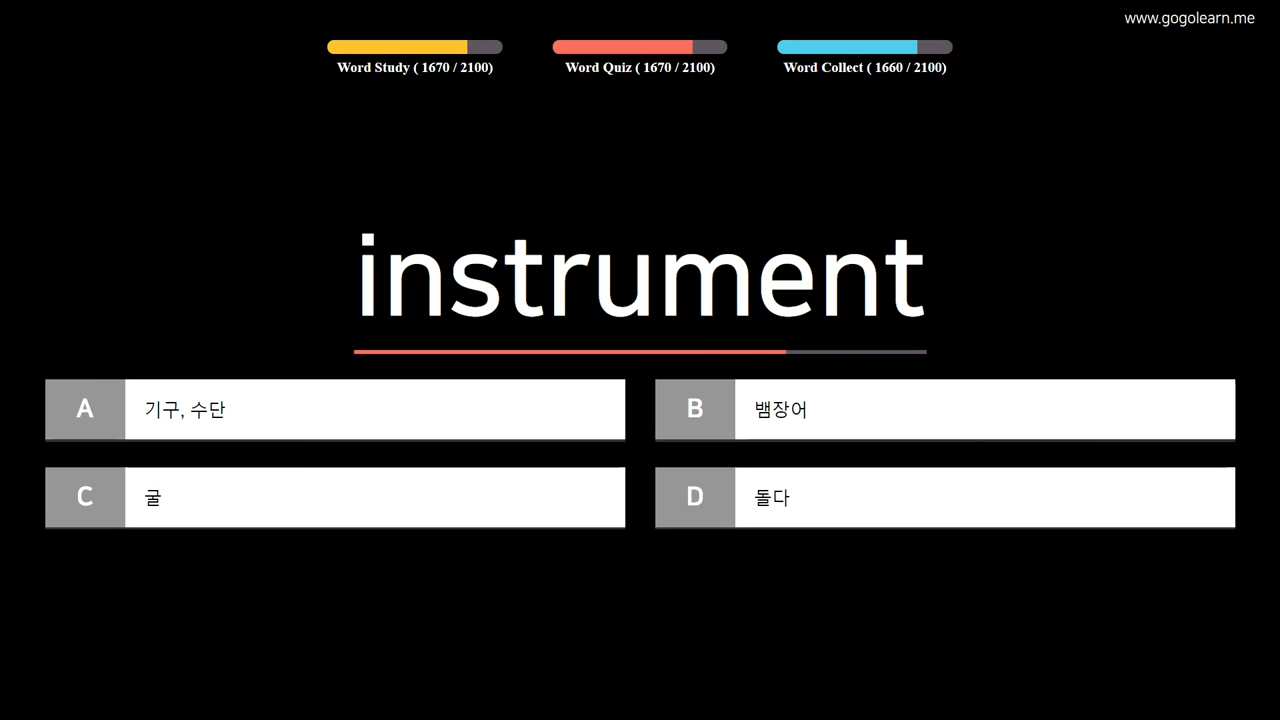 www.gogolearn.me
Word Study ( 1670 / 2100)
Word Quiz ( 1670 / 2100)
Word Collect ( 1660 / 2100)
instrument
A 기구, 수단
B 뱀장어
C 굴
D 돌다